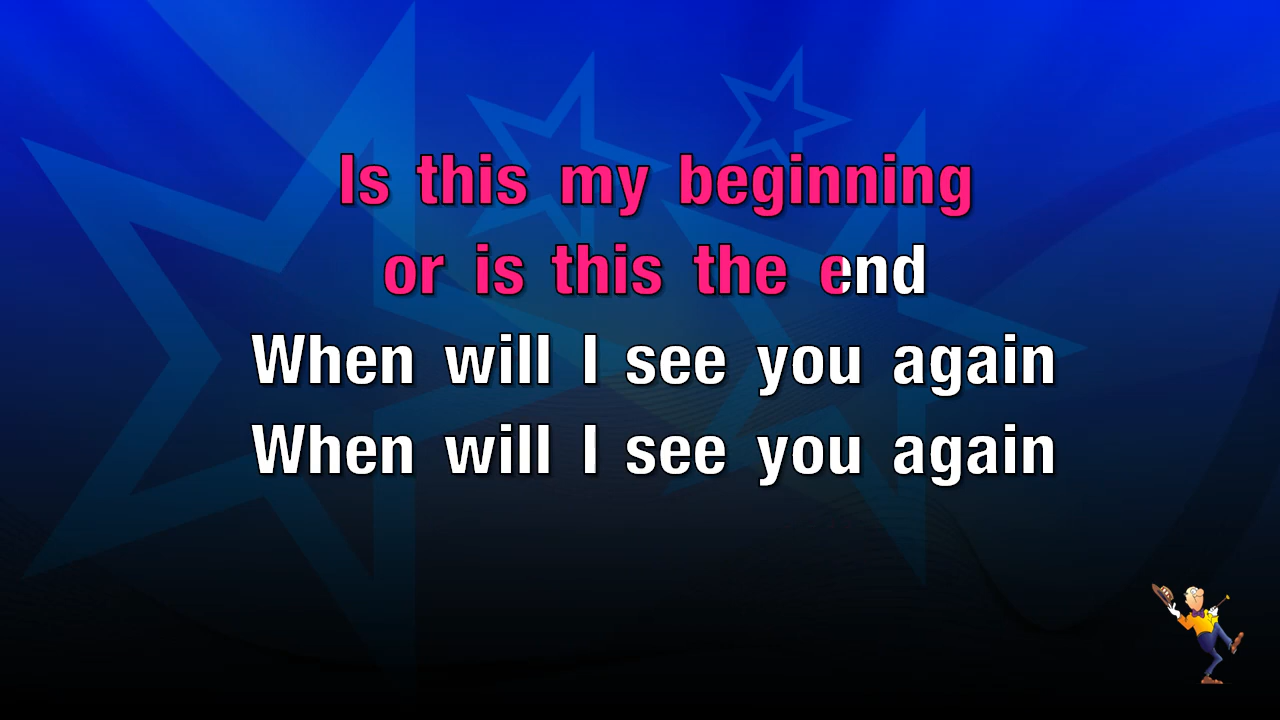 Is this my beginning
or is this the end
When will I see you again
When will I see you again